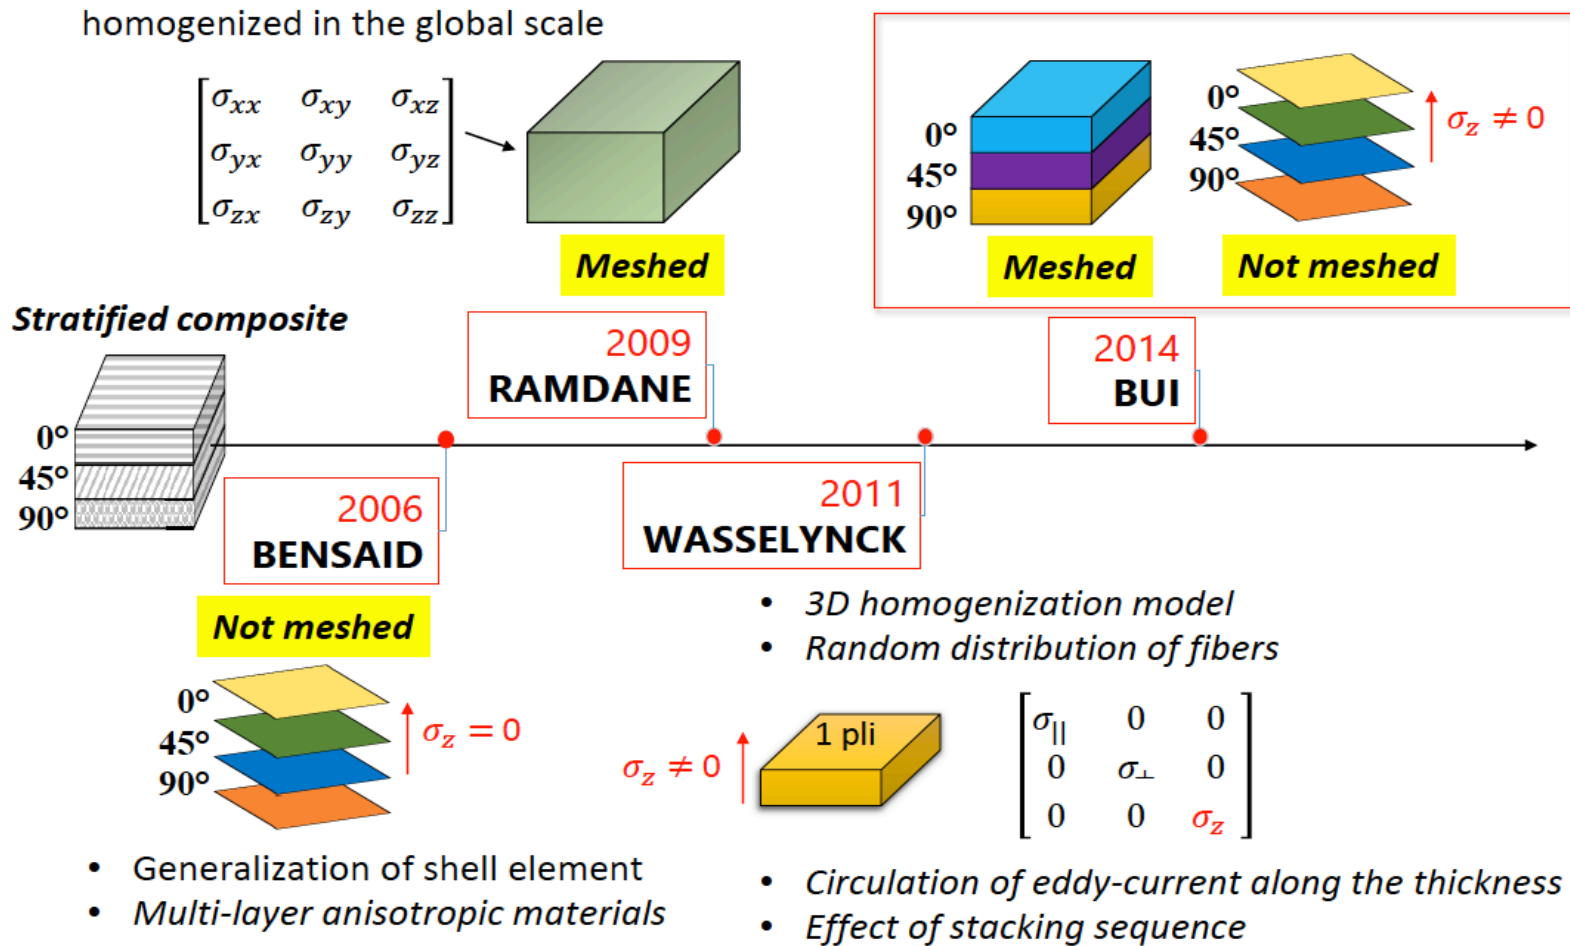 homogenized in the global scale
σxx σxy σxz
σyx σyy σyz
σzx σzy σzz
Meshed
0°
45°
90°
Meshed
0°
45°
90°
σz ≠ 0
Not meshed
Stratified composite
0°
45°
90°
2009
RAMDANE
2014
BUI
2006
BENSAID
2011
WASSELYNCK
Not meshed
0°
45°
90°
σz = 0
• Generalization of shell element
• Multi-layer anisotropic materials
• 3D homogenization model
• Random distribution of fibers
σz ≠ 0
1 pli
σ|| 0 0
0 σ⊥ 0
0 0 σz
• Circulation of eddy-current along the thickness
• Effect of stacking sequence